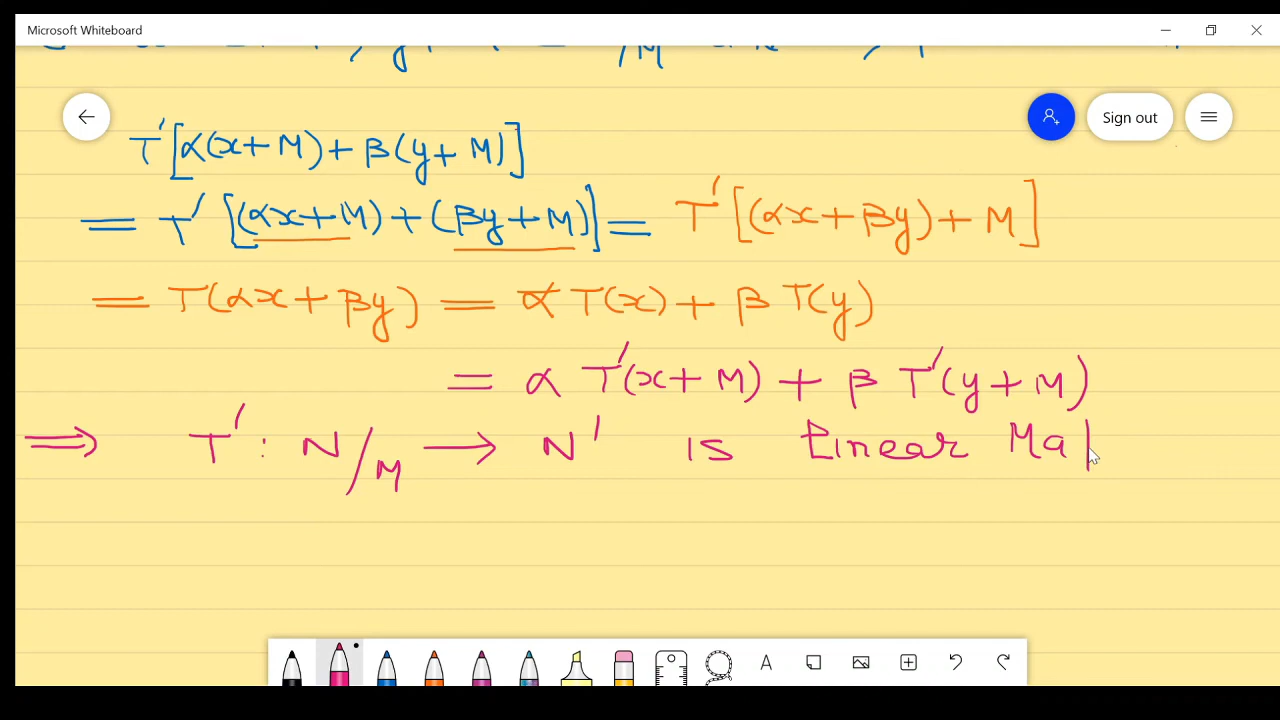 Microsoft Whiteboard
Sign out
T'[α(x+M)+β(y+M)]
= T'[(αx+M)+(βy+M)] = T'[(αx+βy)+M]
= T(αx+βy) = α T(x) + β T(y)
= α T'(x+M) + β T'(y+M)
⇒ T' : N/M → N' is Linear Ma